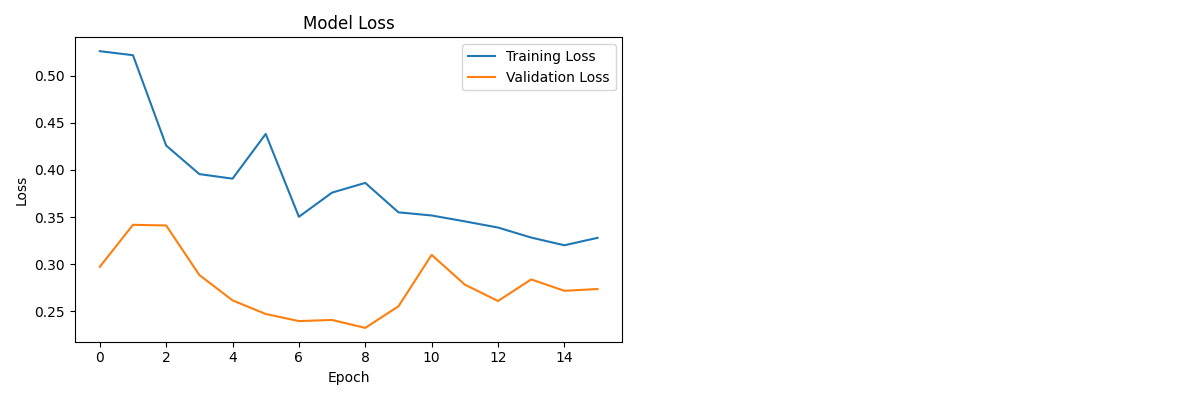 Model Loss
Training Loss
Validation Loss
0.50
0.45
0.40
0.35
0.30
0.25
Loss
0 2 4 6 8 10 12 14
Epoch